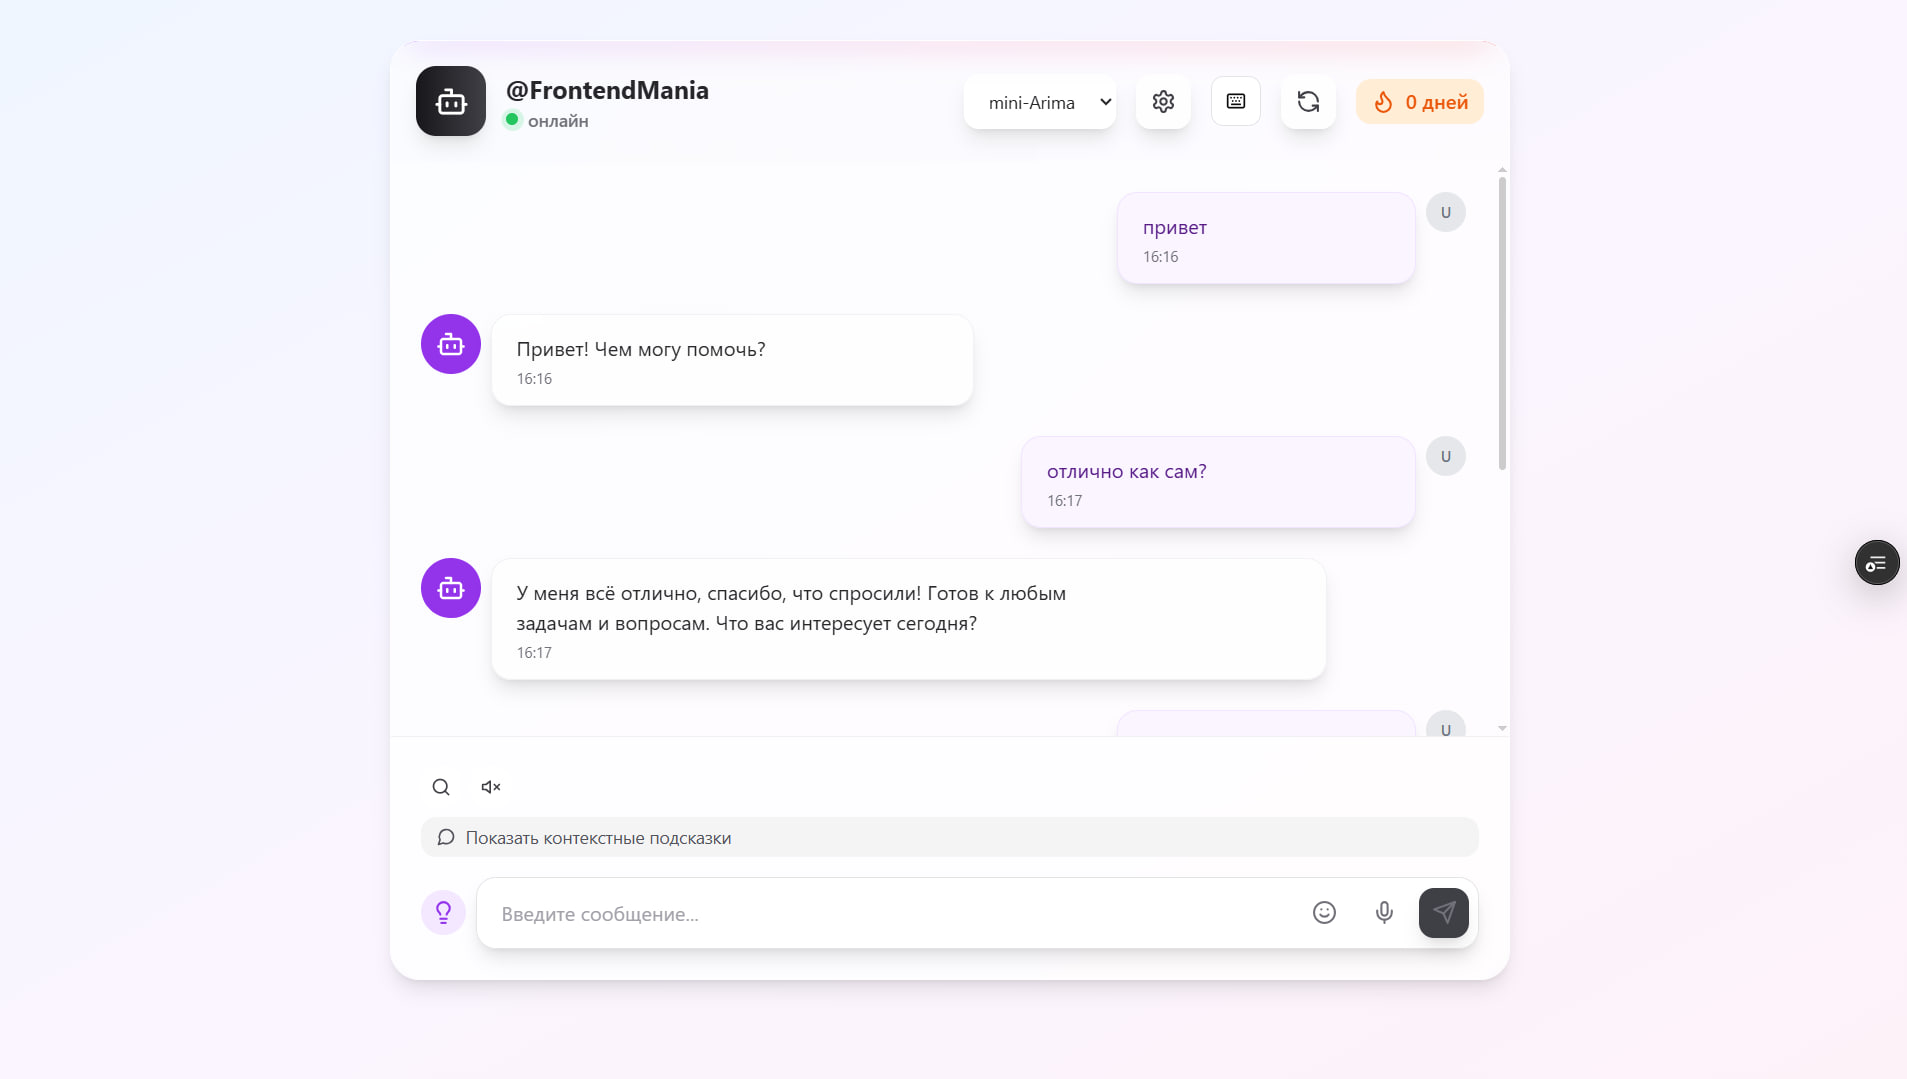 @FrontendMania
онлайн
mini-Arima
0 дней
привет
16:16
U
Привет! Чем могу помочь?
16:16
отлично как сам?
16:17
U
У меня всё отлично, спасибо, что спросили! Готов к любым
задачам и вопросам. Что вас интересует сегодня?
16:17
U
Показать контекстные подсказки
Введите сообщение...